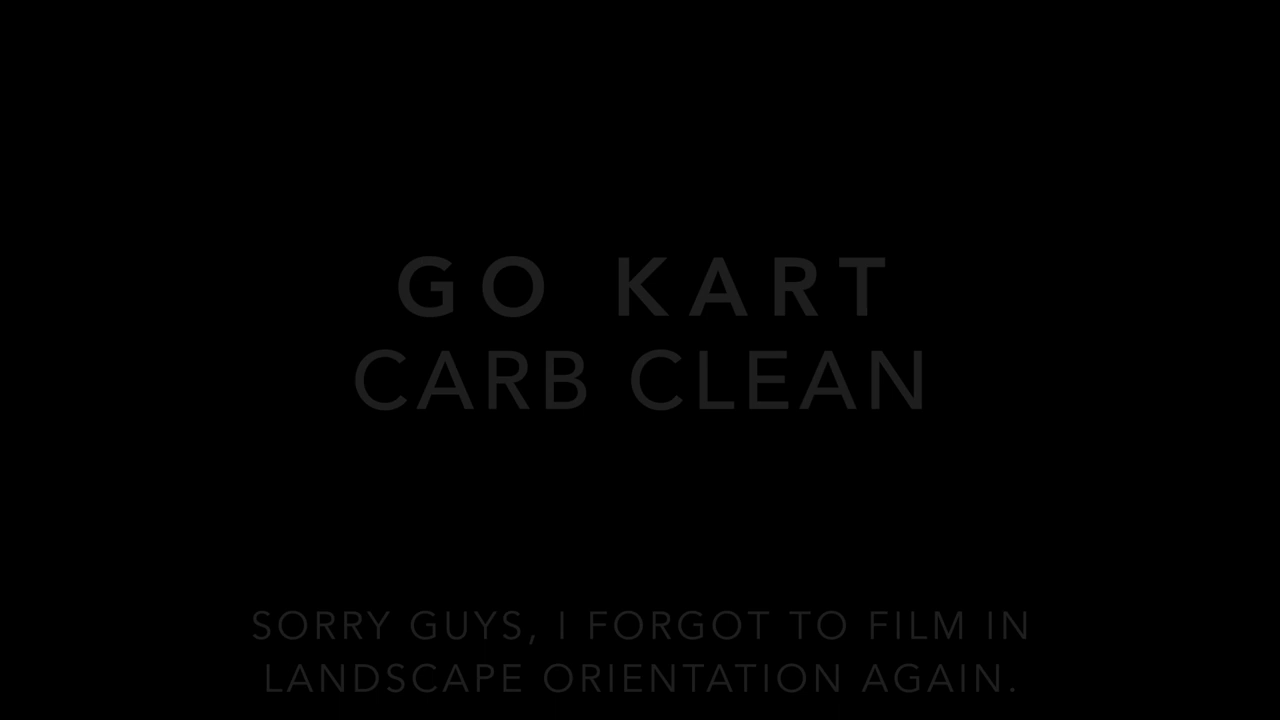 GO KART
CARB CLEAN
SORRY GUYS, I FORGOT TO FILM IN
LANDSCAPE ORIENTATION AGAIN.